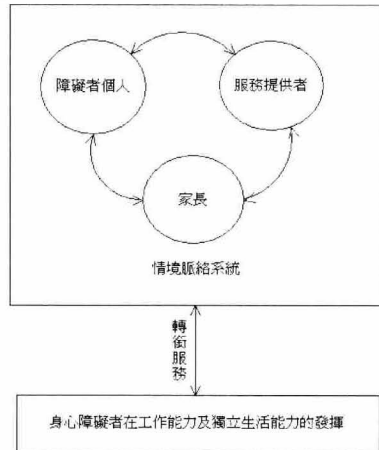 障礙者個人
服務提供者
家長
情境脈絡系統
轉銜服務
身心障礙者在工作能力及獨立生活能力的發揮